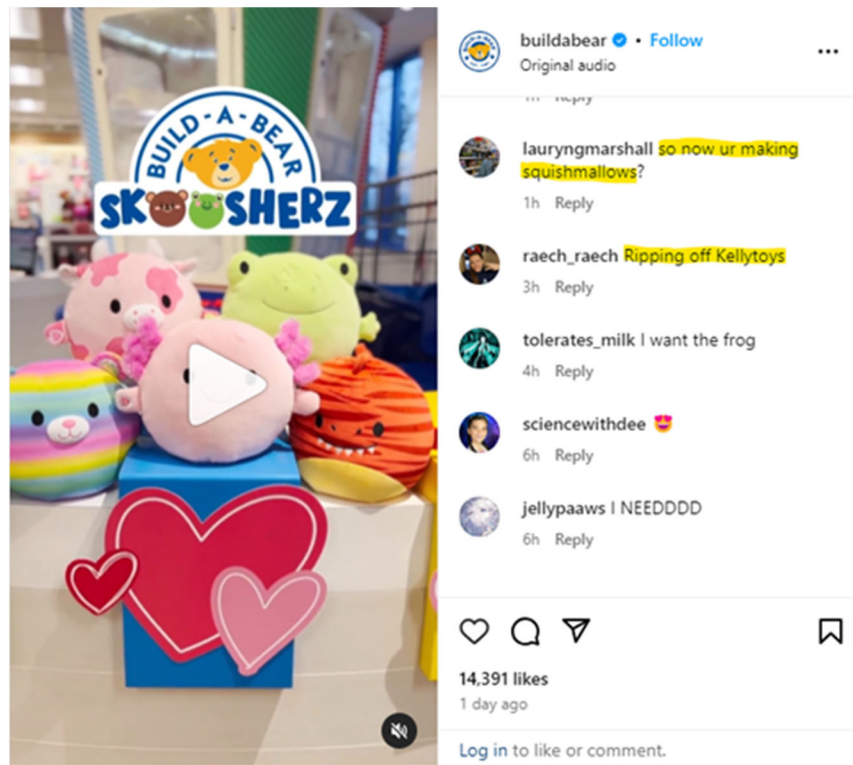 BUILD-A-BEAR
SKOOSHERZ
buildabear • Follow
Original audio
Reply
lauryngmarshall so now ur making
squishmallows?
1h Reply
raech_raech Ripping off Kellytoys
3h Reply
tolerates_milk I want the frog
4h Reply
sciencewithdee 😍
6h Reply
jellypaaws I NEEDDDD
6h Reply
14,391 likes
1 day ago
Log in to like or comment.